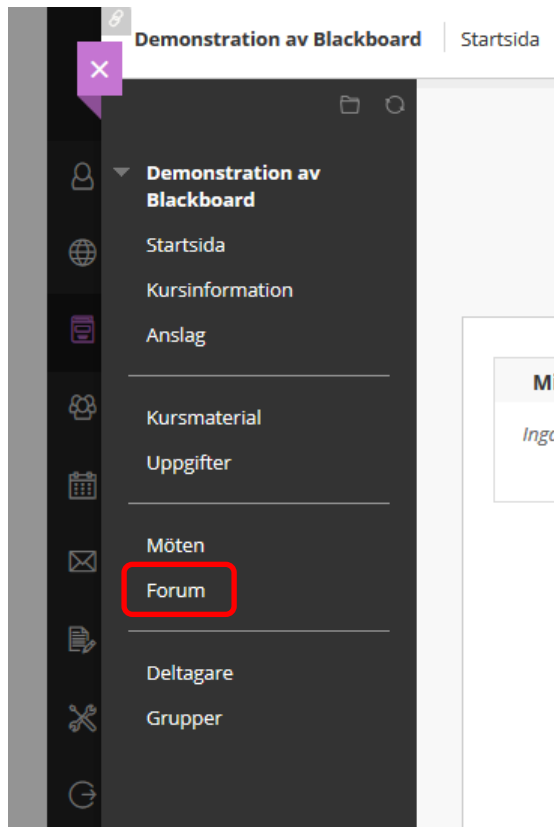 Demonstration av Blackboard
Startsida
Demonstration av
Blackboard
Startsida
Kursinformation
Anslag
Kursmaterial
Uppgifter
Möten
Forum
Deltagare
Grupper